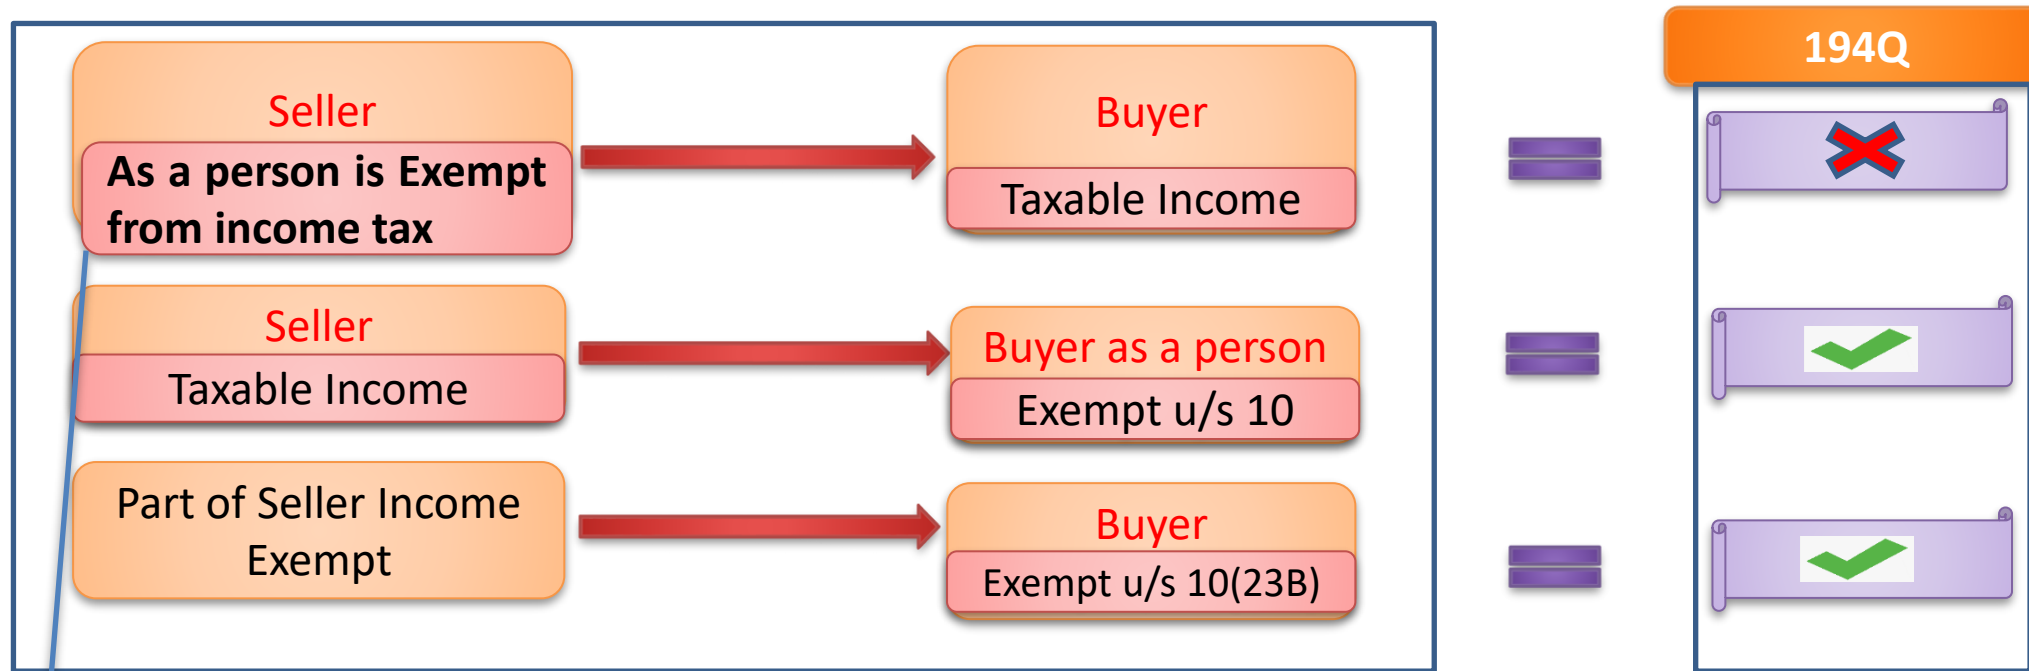 194Q
Seller
As a person is Exempt
from income tax
Buyer
Taxable Income
Seller
Taxable Income
Buyer as a person
Exempt u/s 10
Part of Seller Income
Exempt
Buyer
Exempt u/s 10(23B)